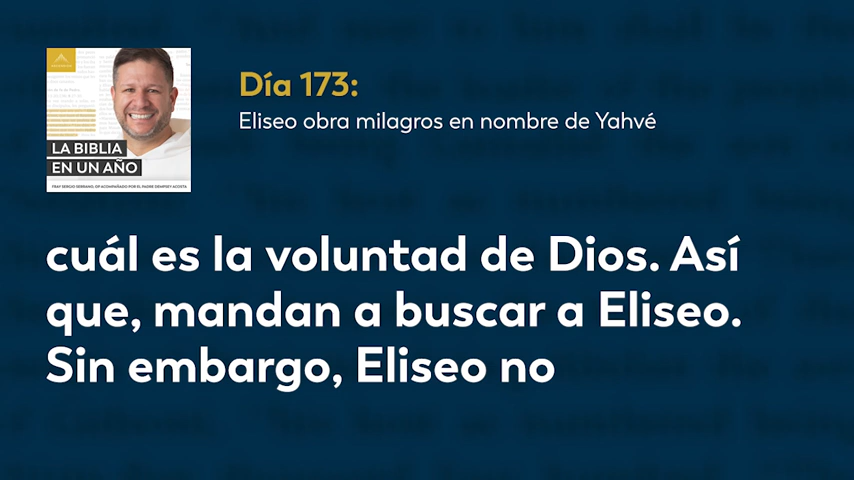 Día 173:
Eliseo obra milagros en nombre de Yahvé
LA BIBLIA
EN UN AÑO
cuál es la voluntad de Dios. Así
que, mandan a buscar a Eliseo.
Sin embargo, Eliseo no